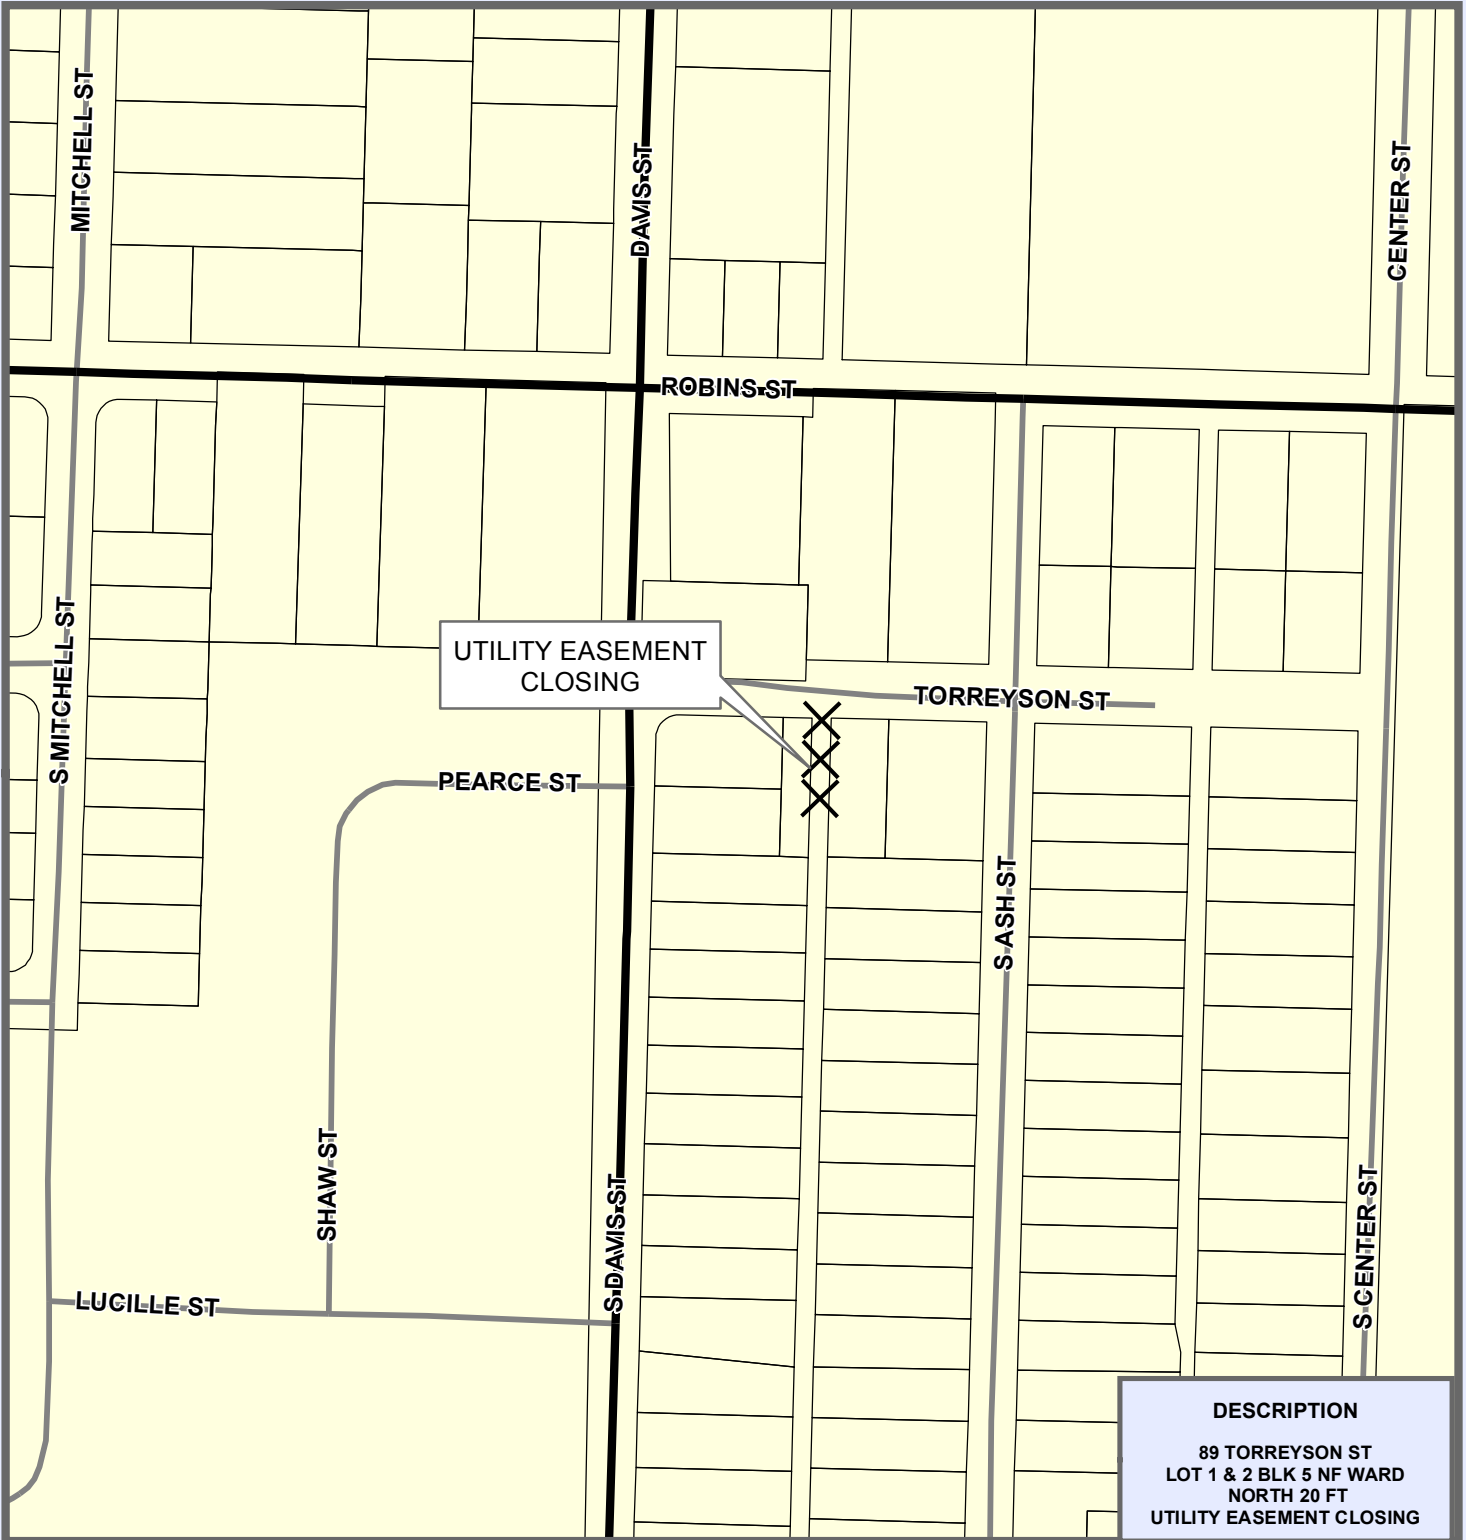 MITCHELL ST
DAVIS ST
CENTER ST
ROBINS ST
S MITCHELL ST
UTILITY EASEMENT
CLOSING
TORREYSON ST
PEARCE ST
S ASH ST
SHAW ST
S DAVIS ST
S CENTER ST
LUCILLE ST
DESCRIPTION
89 TORREYSON ST
LOT 1 & 2 BLK 5 NF WARD
NORTH 20 FT
UTILITY EASEMENT CLOSING